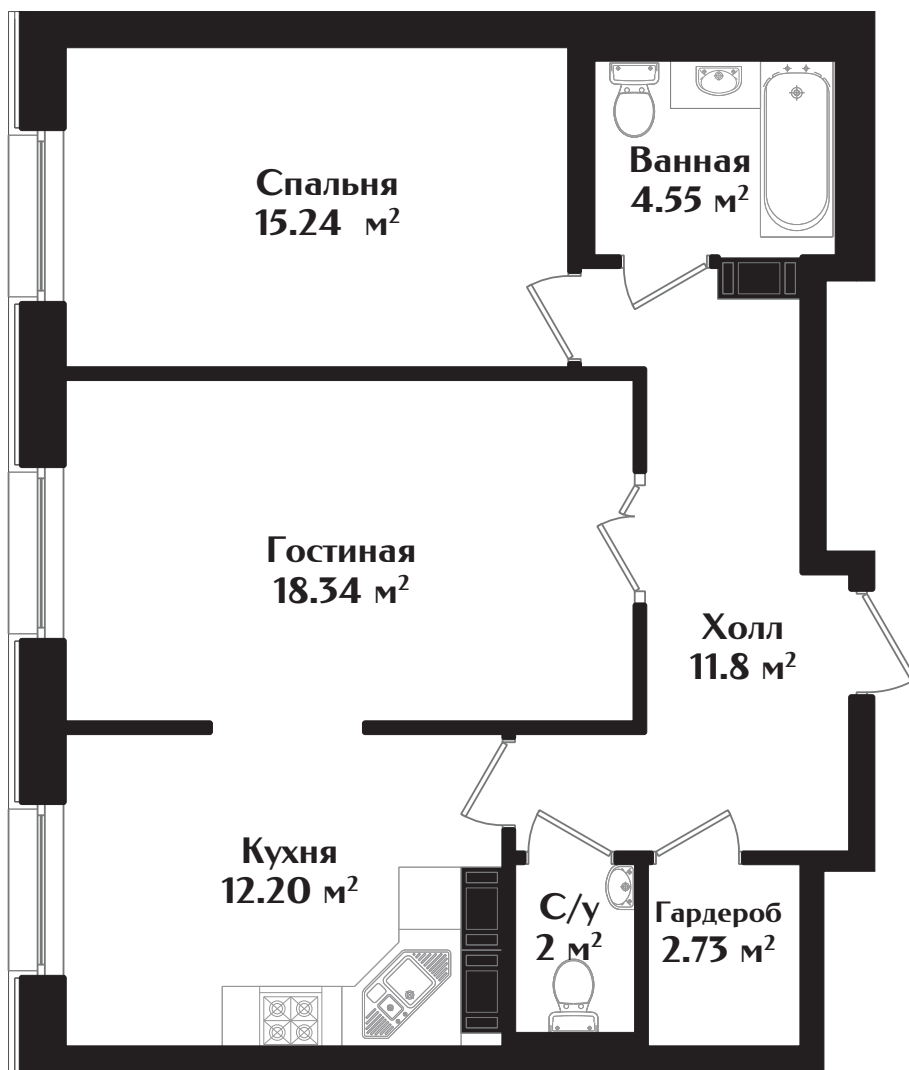 Спальня
15.24 м²
Ванная
4.55 м²
Гостиная
18.34 м²
Холл
11.8 м²
Кухня
12.20 м²
С/у
2 м²
Гардероб
2.73 м²